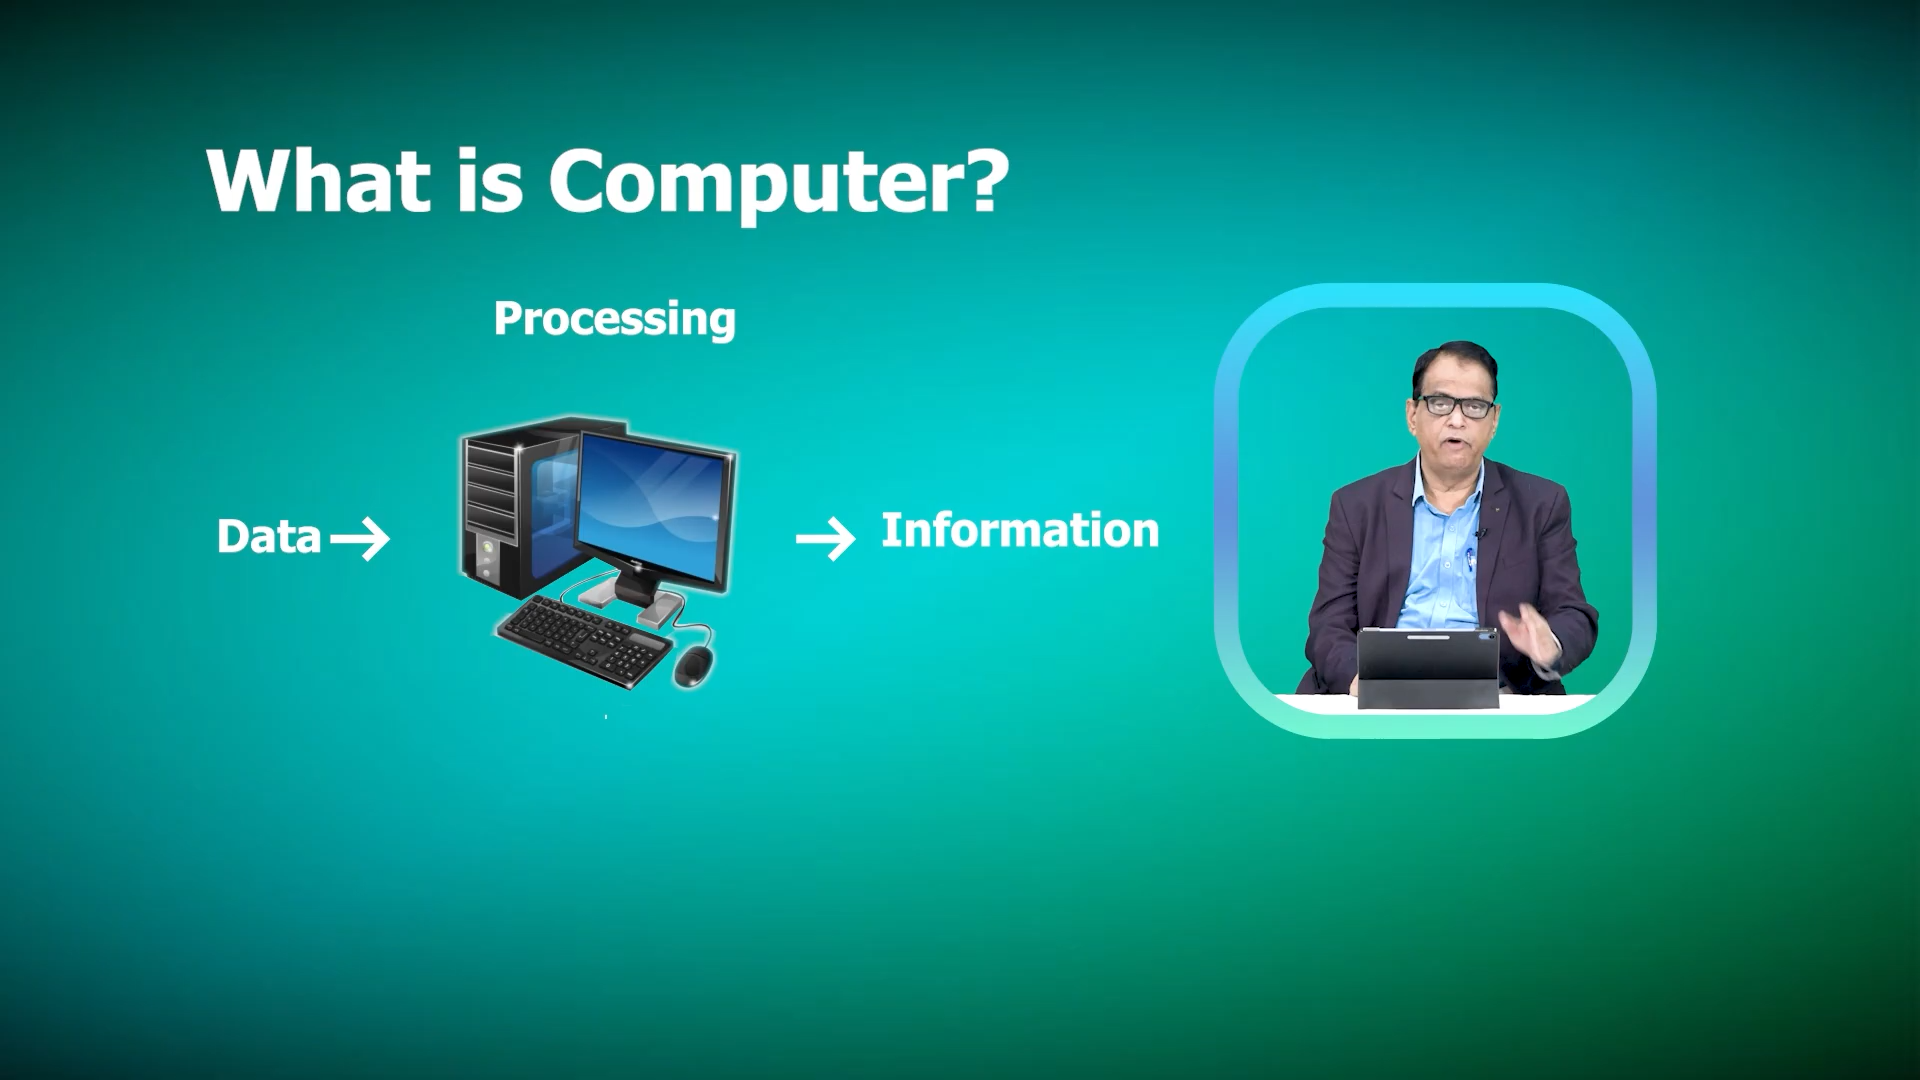 What is Computer?
Processing
Data
Information